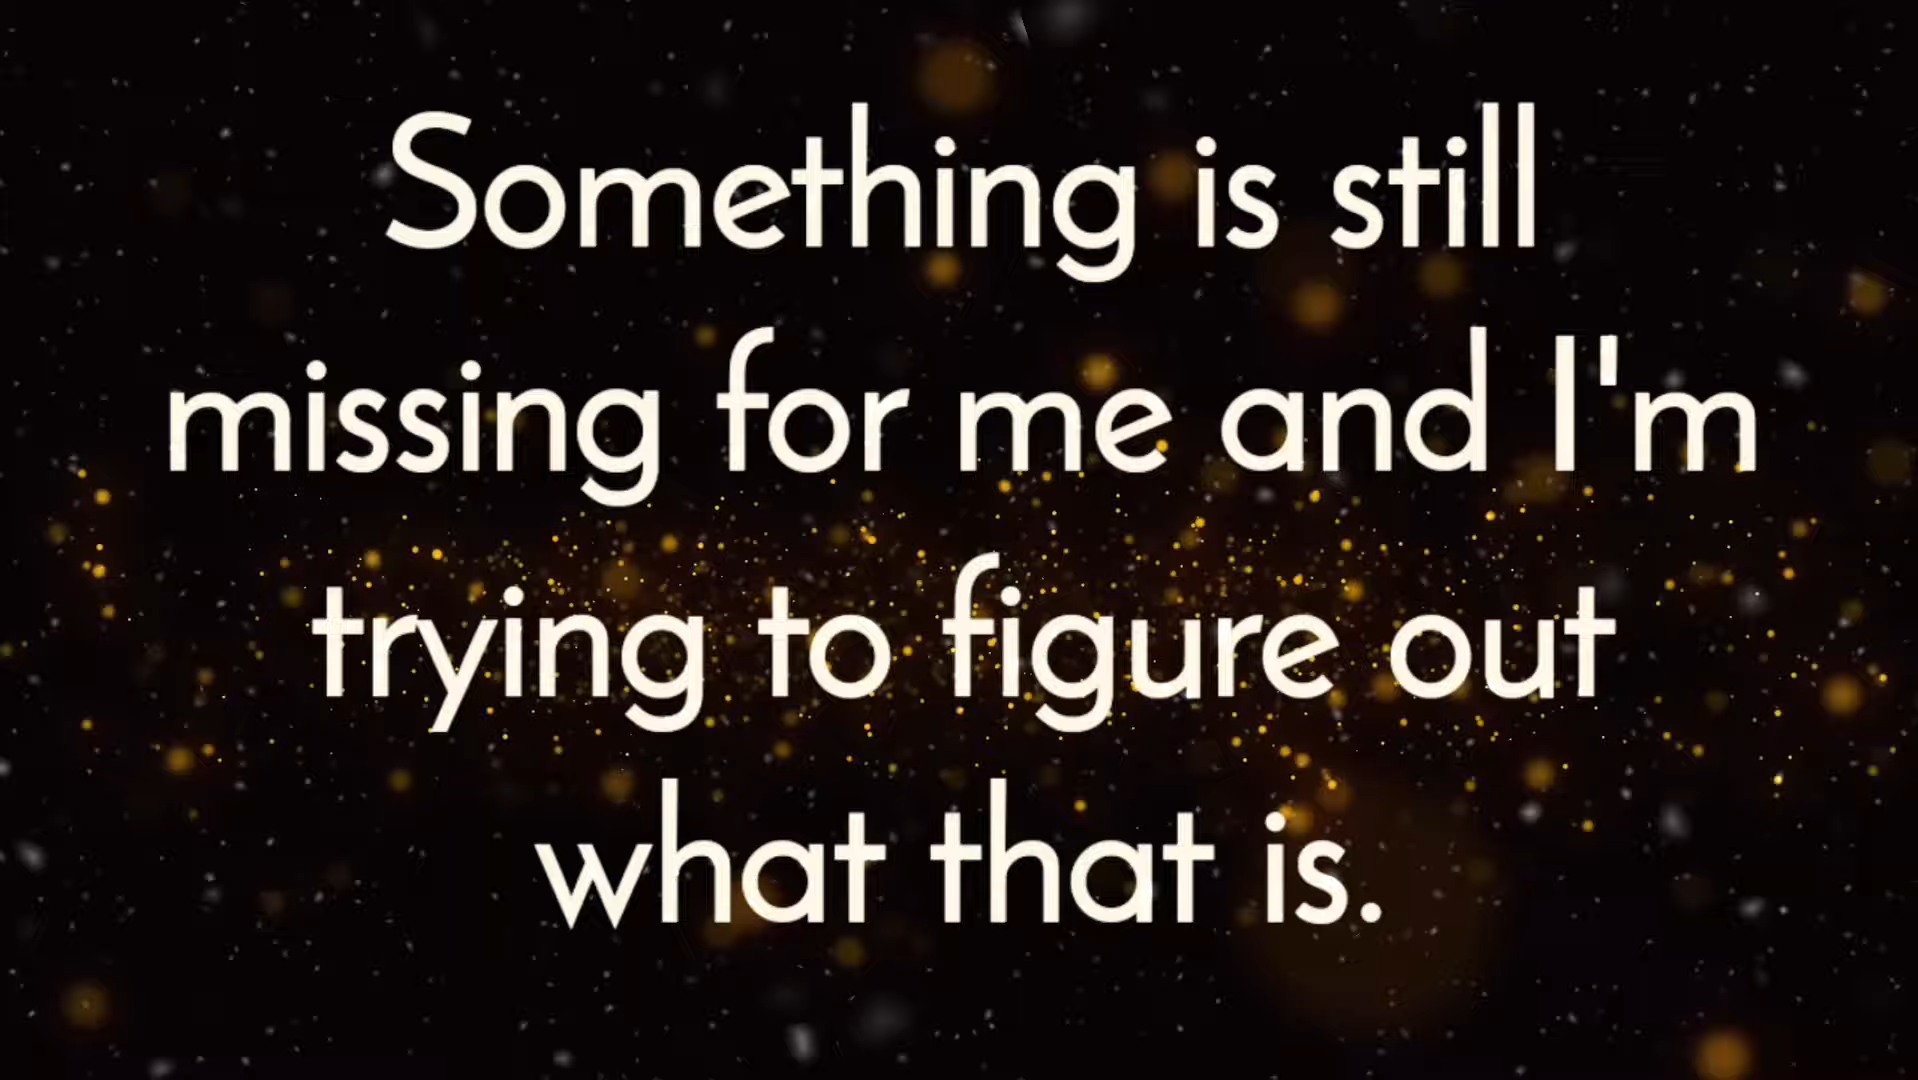 Something is still
missing for me and I'm
trying to figure out
what that is.